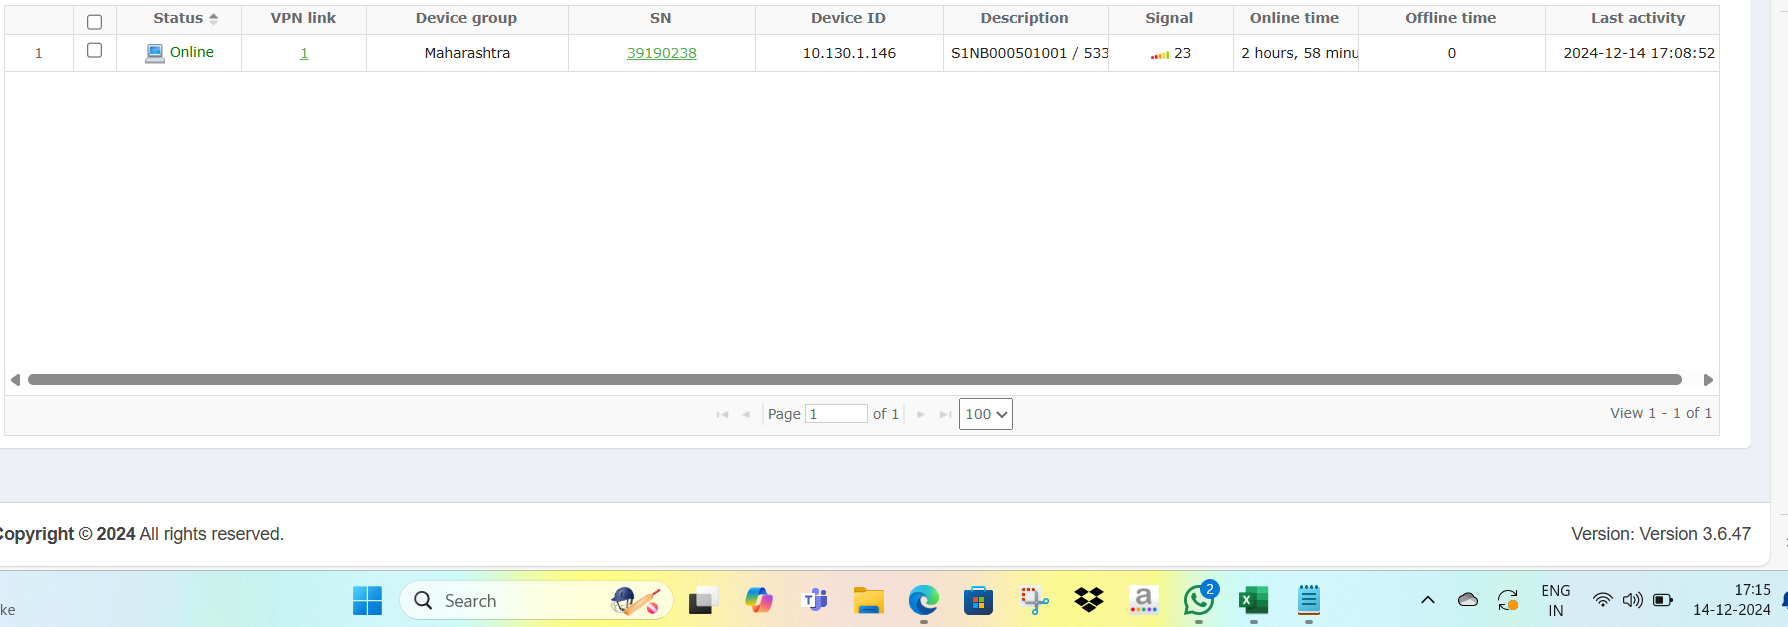 Status VPN link Device group SN Device ID Description Signal Online time Offline time Last activity
1 Online 1 Maharashtra 39190238 10.130.1.146 S1NB000501001 / 533 23 2 hours, 58 minu 0 2024-12-14 17:08:52
Page 1 of 1 100 View 1 - 1 of 1
Copyright © 2024 All rights reserved. Version: Version 3.6.47
ke Search 2 ENG IN 17:15
14-12-2024